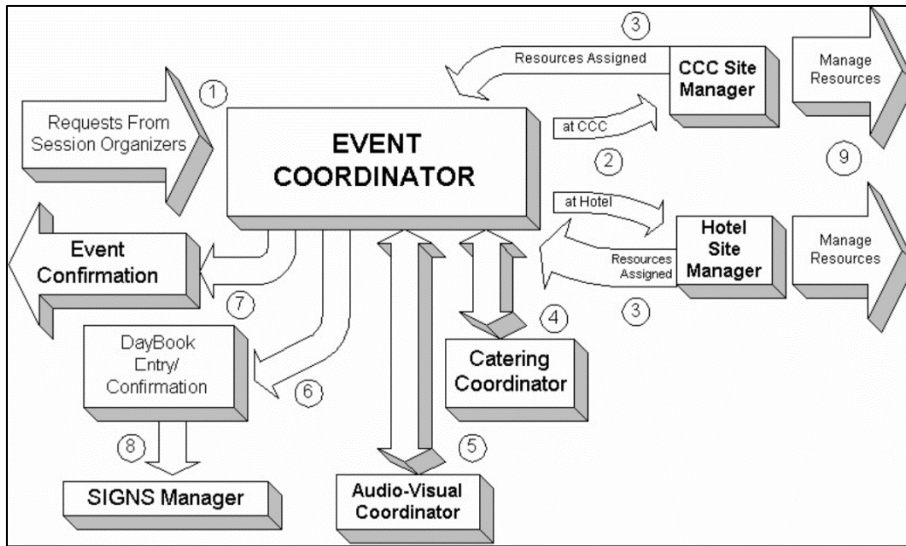 3
Resources Assigned
CCC Site
Manager
Manage
Resources
1
Requests From
Session Organizers
EVENT
COORDINATOR
at CCC
2
9
at Hotel
Hotel
Site
Manager
Manage
Resources
Resources
Assigned
3
Event
Confirmation
7
4
DayBook
Entry/
Confirmation
6
Catering
Coordinator
8
5
SIGNS Manager
Audio-Visual
Coordinator